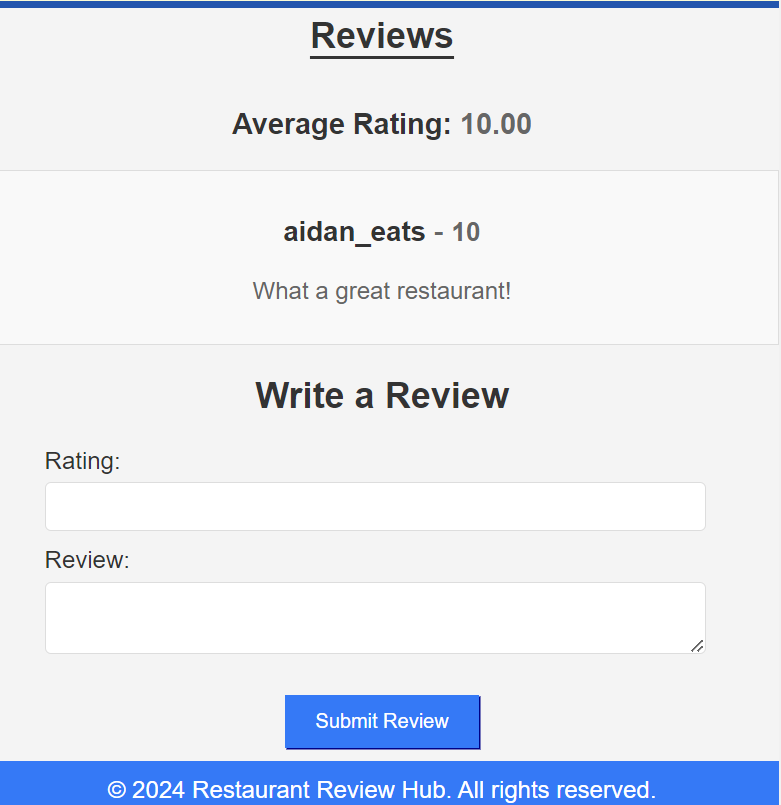 Reviews
Average Rating: 10.00
aidan_eats - 10
What a great restaurant!
Write a Review
Rating:
Review:
Submit Review
© 2024 Restaurant Review Hub. All rights reserved.